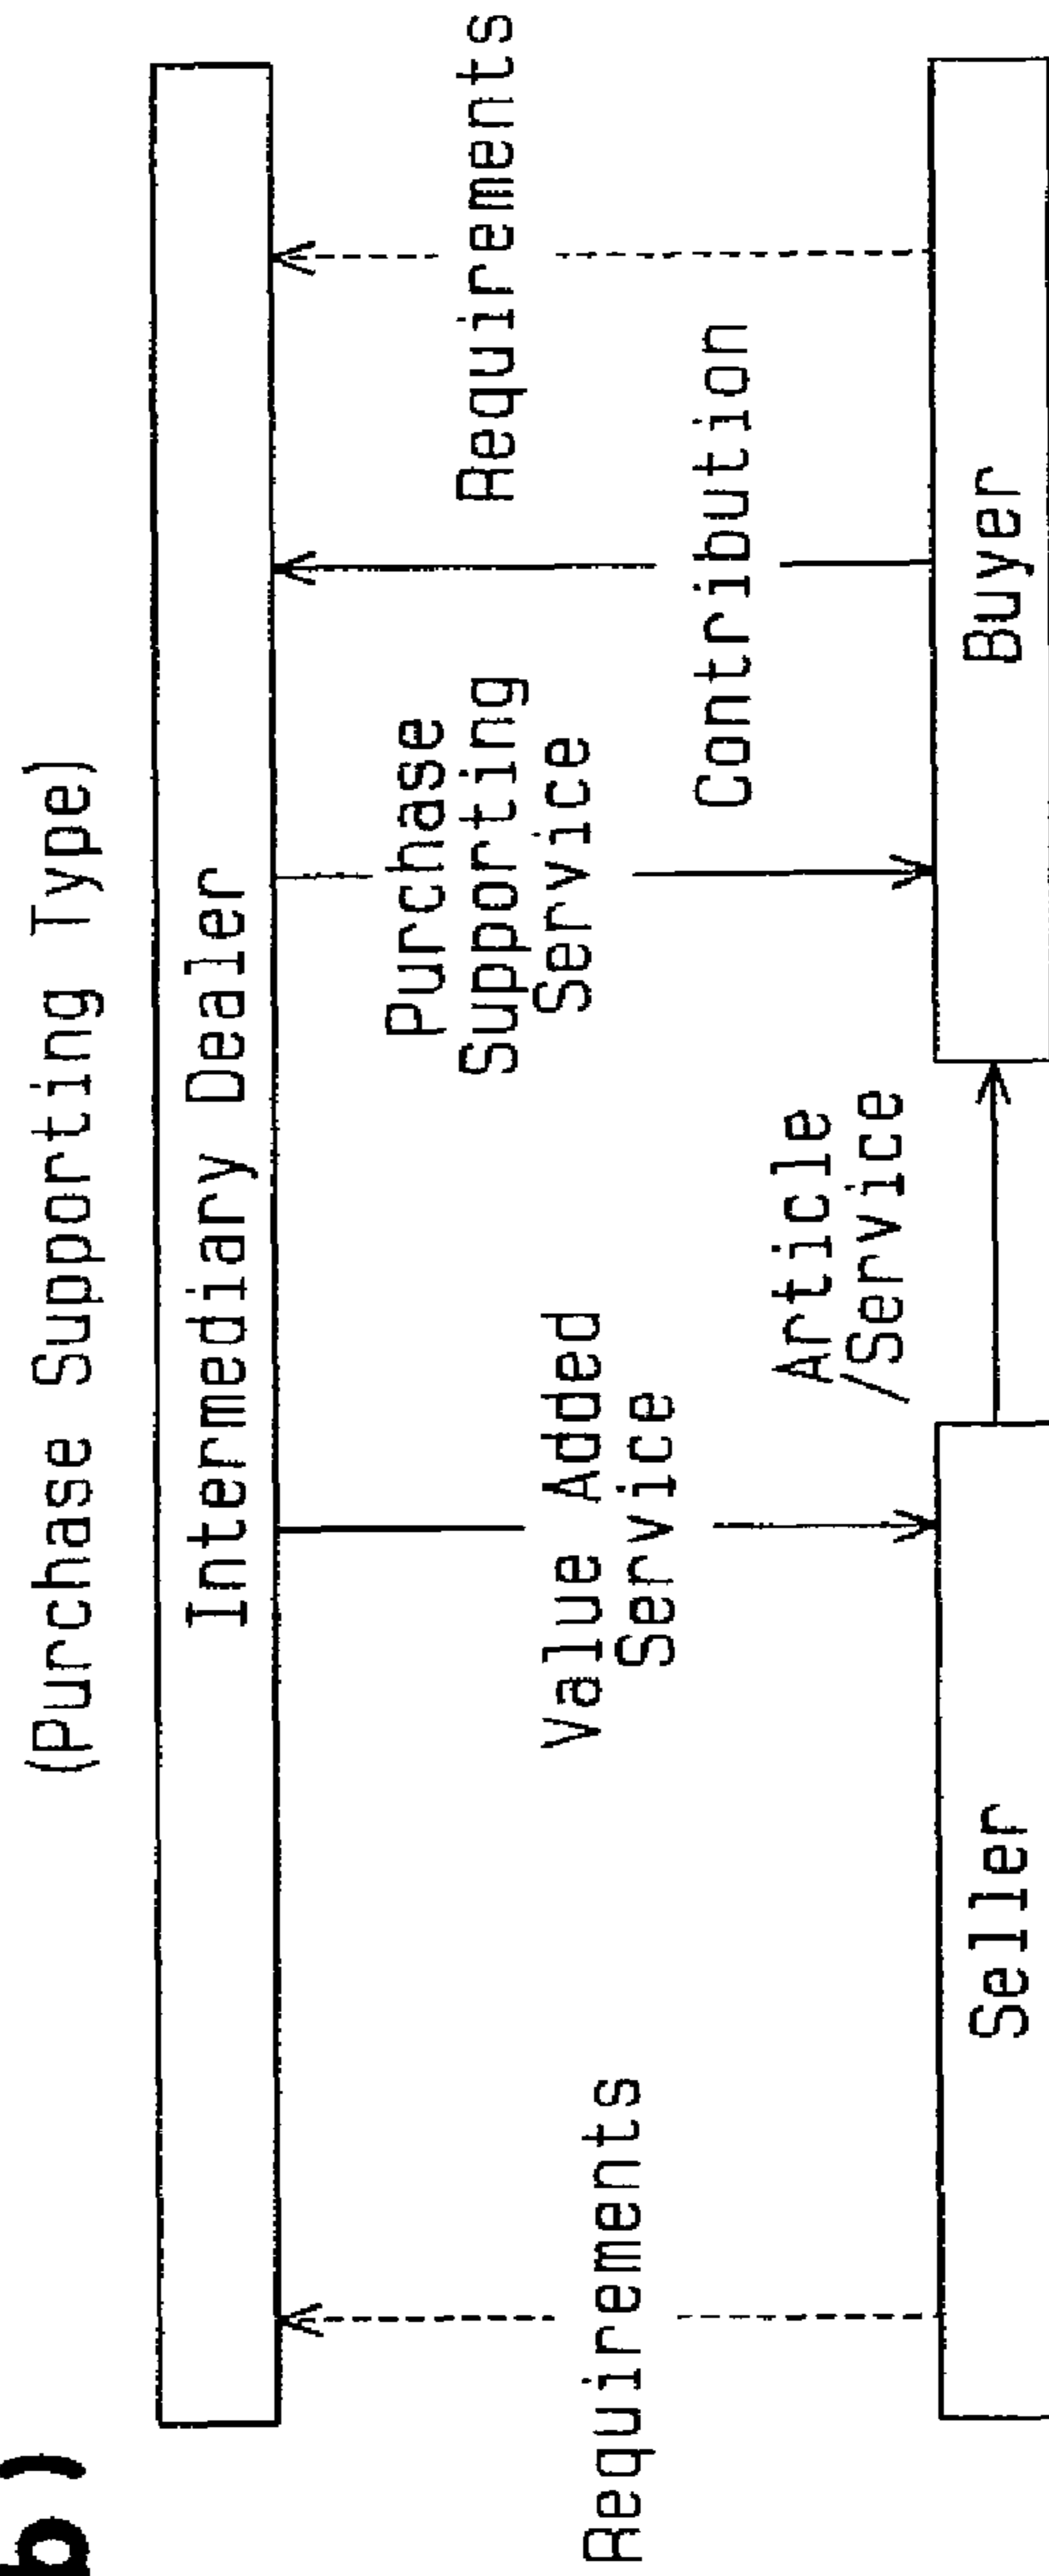 b)
(Purchase Supporting Type)
Intermediary Dealer
Requirements
Value Added
Service
Purchase
Supporting
Service
Contribution
Requirements
Article
/Service
Seller
Buyer